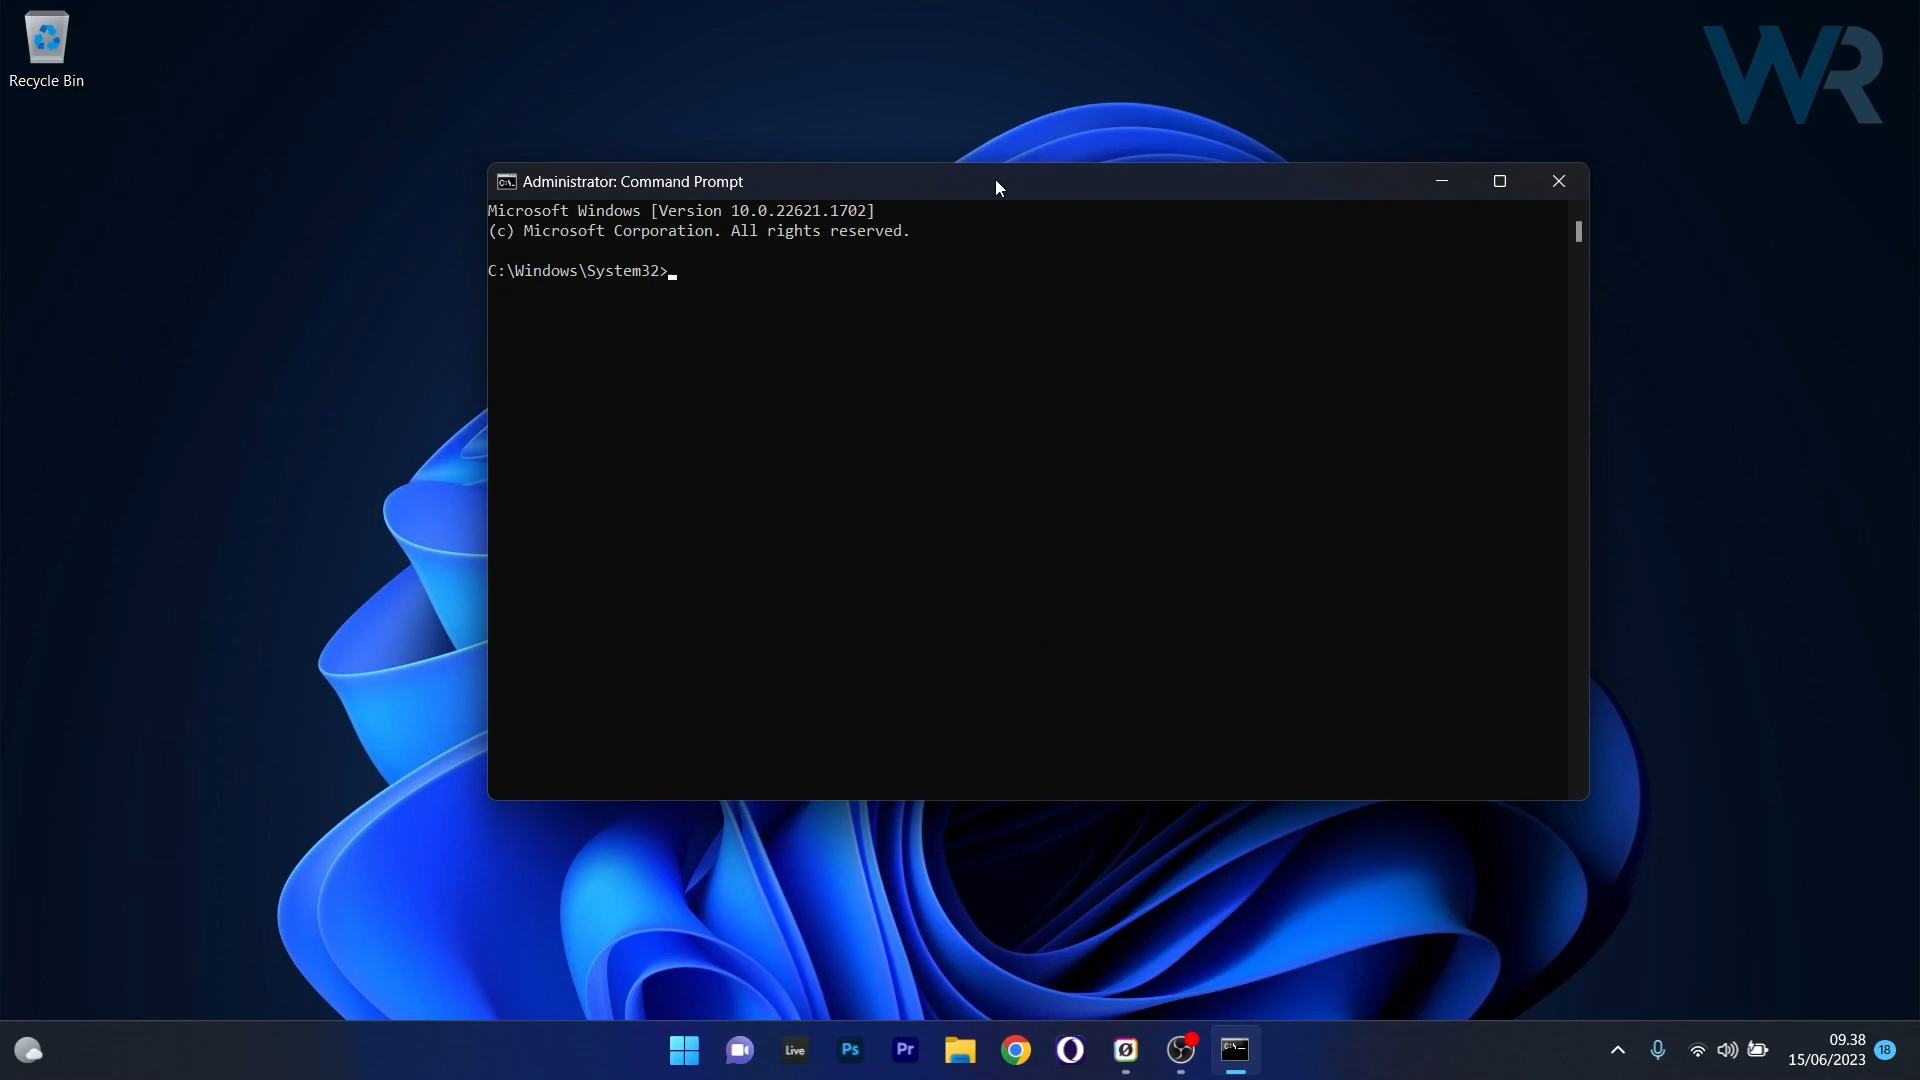 Recycle Bin
WR
Administrator: Command Prompt
Microsoft Windows [Version 10.0.22621.1702]
(c) Microsoft Corporation. All rights reserved.
C:\Windows\System32>
Live
Ps
Pr
09.38
15/06/2023
18